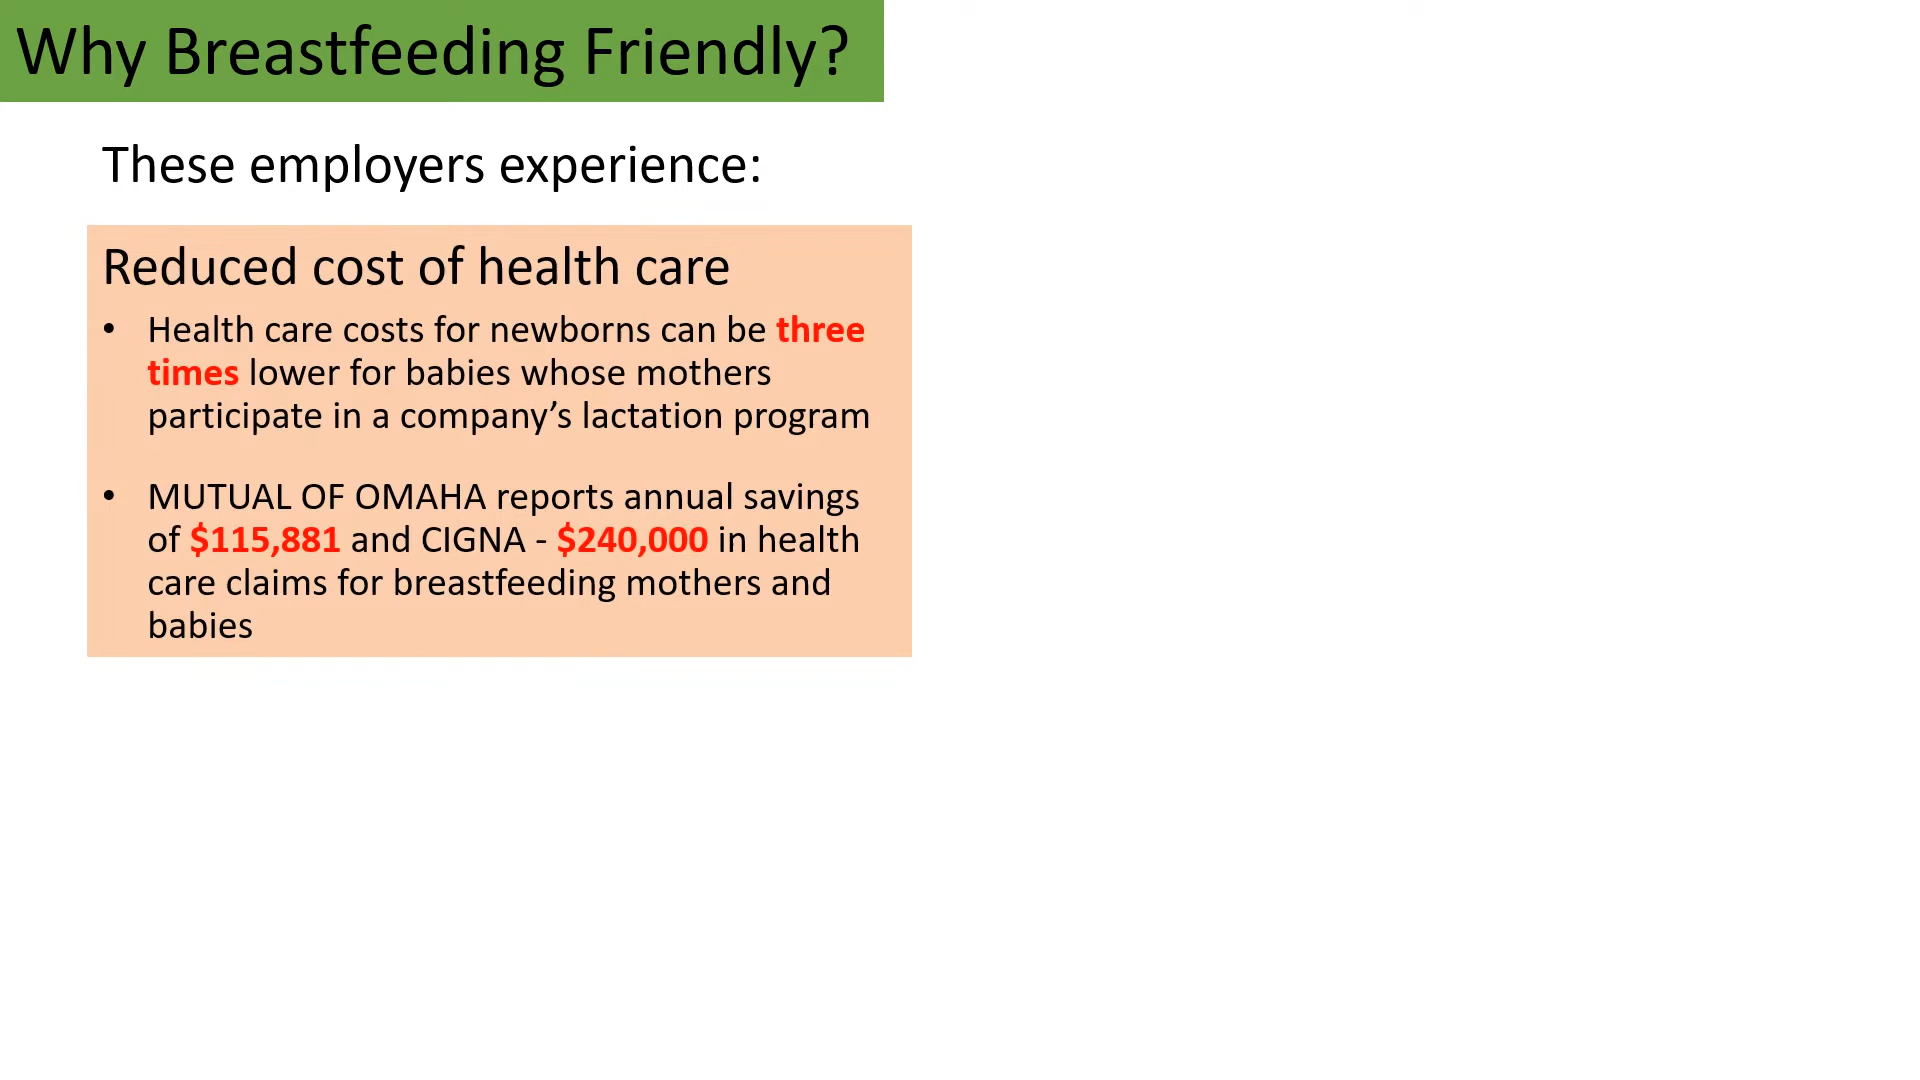 Why Breastfeeding Friendly?
These employers experience:
Reduced cost of health care
• Health care costs for newborns can be three
times lower for babies whose mothers
participate in a company’s lactation program
• MUTUAL OF OMAHA reports annual savings
of $115,881 and CIGNA - $240,000 in health
care claims for breastfeeding mothers and
babies